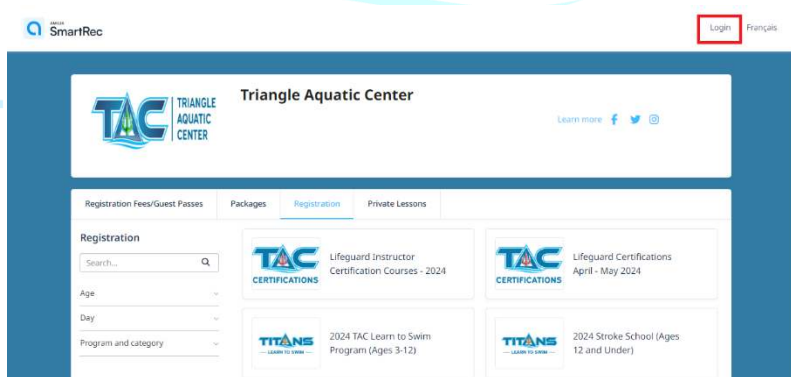 SmartRec
Login Français
TAC TRIANGLE
AQUATIC
CENTER
Triangle Aquatic Center
Learn more
Registration Fees/Guest Passes Packages Registration Private Lessons
Registration
Search...
Age
Day
Program and category
TAC
CERTIFICATIONS
Lifeguard Instructor
Certification Courses - 2024
TAC
CERTIFICATIONS
Lifeguard Certifications
April - May 2024
TITANS
LEARN TO SWIM
2024 TAC Learn to Swim
Program (Ages 3-12)
TITANS
LEARN TO SWIM
2024 Stroke School (Ages
12 and Under)